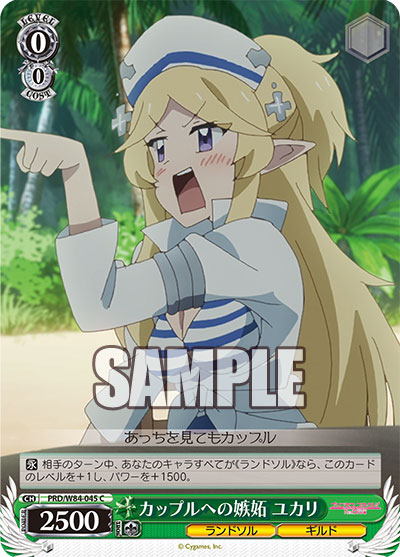 LEVEL
0
0
COST
SAMPLE
あっちを見てもカップル
永 相手のターン中、あなたのキャラすべてが《ランドソル》なら、このカード
のレベルを+1し、パワーを+1500。
CH PRD/W84-045 C
カップルへの嫉妬 ユカリ
POWER
2500
ランドソル
ギルド
© Cygames, Inc.